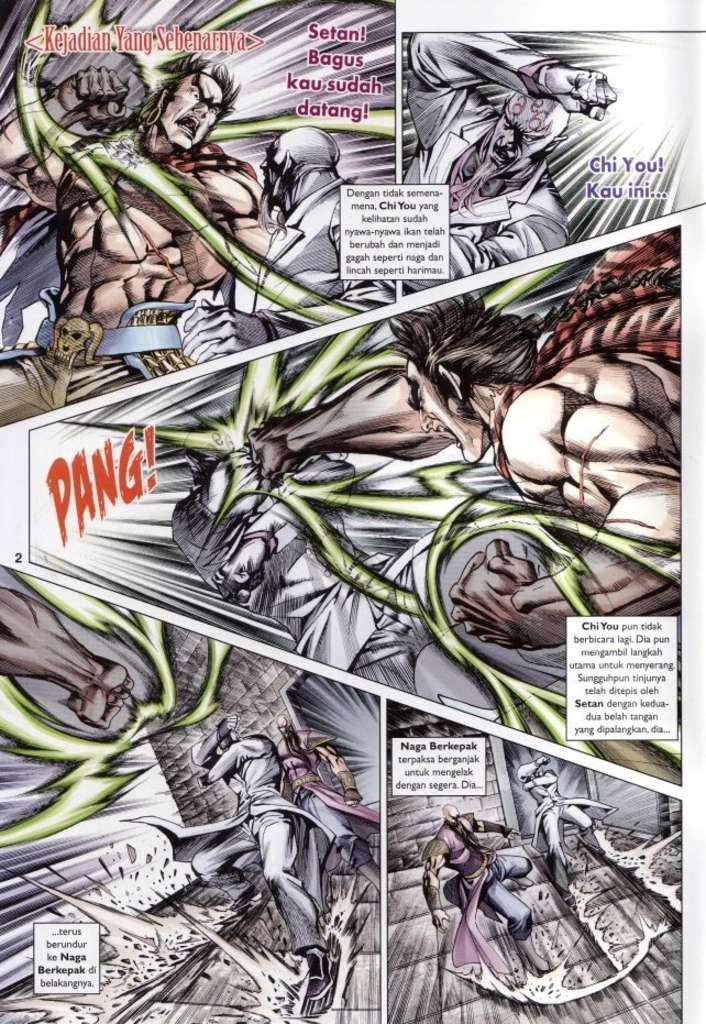 <Kejadian Yang Sebenarnya>
Setan!
Bagus
kau sudah
datang!
Dengan tidak semena-
mena, Chi You yang
kelihatan sudah
nyawa-nyawa ikan telah
berubah dan menjadi
gagah seperti naga dan
lincah seperti harimau.
Chi You!
Kau ini...
PANG!
2
Chi You pun tidak
berbicara lagi. Dia pun
mengambil langkah
utama untuk menyerang.
Sungguhpun tinjunya
telah ditepis oleh
Setan dengan kedua-
dua belah tangan
yang dipalangkan, dia...
...terus
berundur
ke Naga
Berkepak di
belakangnya.
Naga Berkepak
terpaksa berganjak
untuk mengelak
dengan segera. Dia...